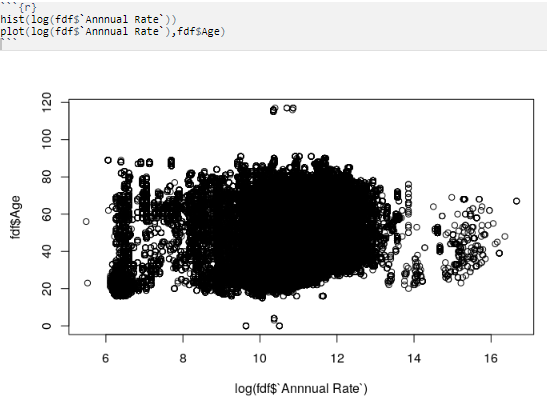 ```{r}
hist(log(fdf$`Annnual Rate`))
plot(log(fdf$`Annnual Rate`),fdf$Age)
```
120
100
80
60
40
20
0
fdf$Age
6 8 10 12 14 16
log(fdf$`Annnual Rate`)